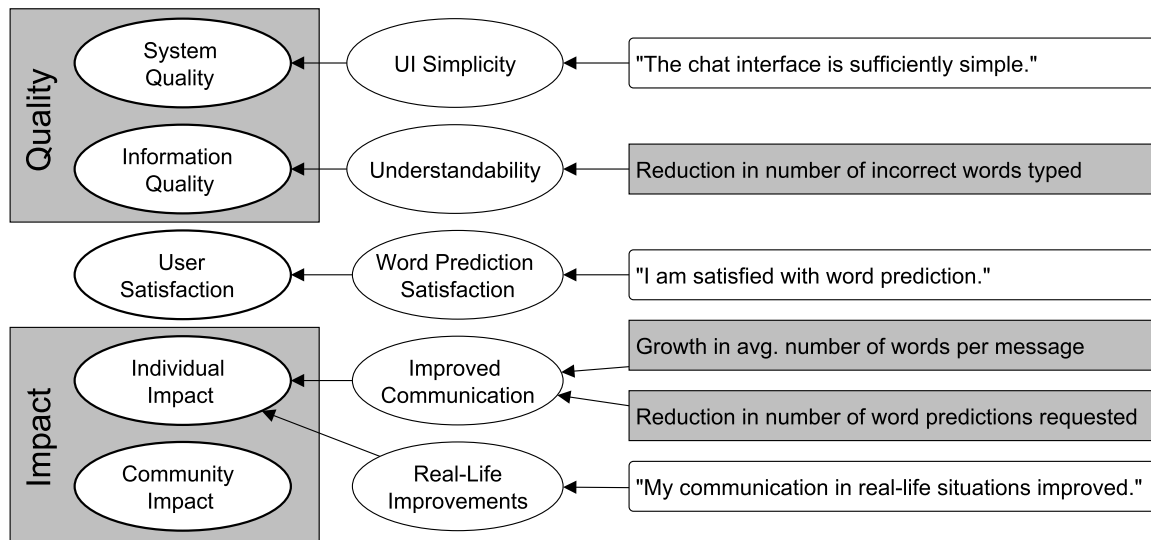 Quality
System
Quality
UI Simplicity
"The chat interface is sufficiently simple."
Information
Quality
Understandability
Reduction in number of incorrect words typed
User
Satisfaction
Word Prediction
Satisfaction
"I am satisfied with word prediction."
Impact
Individual
Impact
Improved
Communication
Growth in avg. number of words per message
Reduction in number of word predictions requested
Community
Impact
Real-Life
Improvements
"My communication in real-life situations improved."